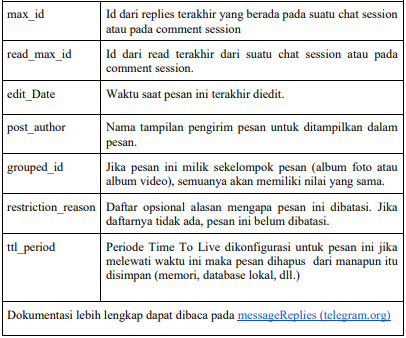 max_id Id dari replies terakhir yang berada pada suatu chat session
atau pada comment session
read_max_id Id dari read terakhir dari suatu chat session atau pada
comment session.
edit_Date Waktu saat pesan ini terakhir diedit.
post_author Nama tampilan pengirim pesan untuk ditampilkan dalam
pesan.
grouped_id Jika pesan ini milik sekelompok pesan (album foto atau
album video), semuanya akan memiliki nilai yang sama.
restriction_reason Daftar opsional alasan mengapa pesan ini dibatasi. Jika
daftarnya tidak ada, pesan ini belum dibatasi.
ttl_period Periode Time To Live dikonfigurasi untuk pesan ini jika
melewati waktu ini maka pesan dihapus dari manapun itu
disimpan (memori, database lokal, dll.)
Dokumentasi lebih lengkap dapat dibaca pada messageReplies (telegram.org)